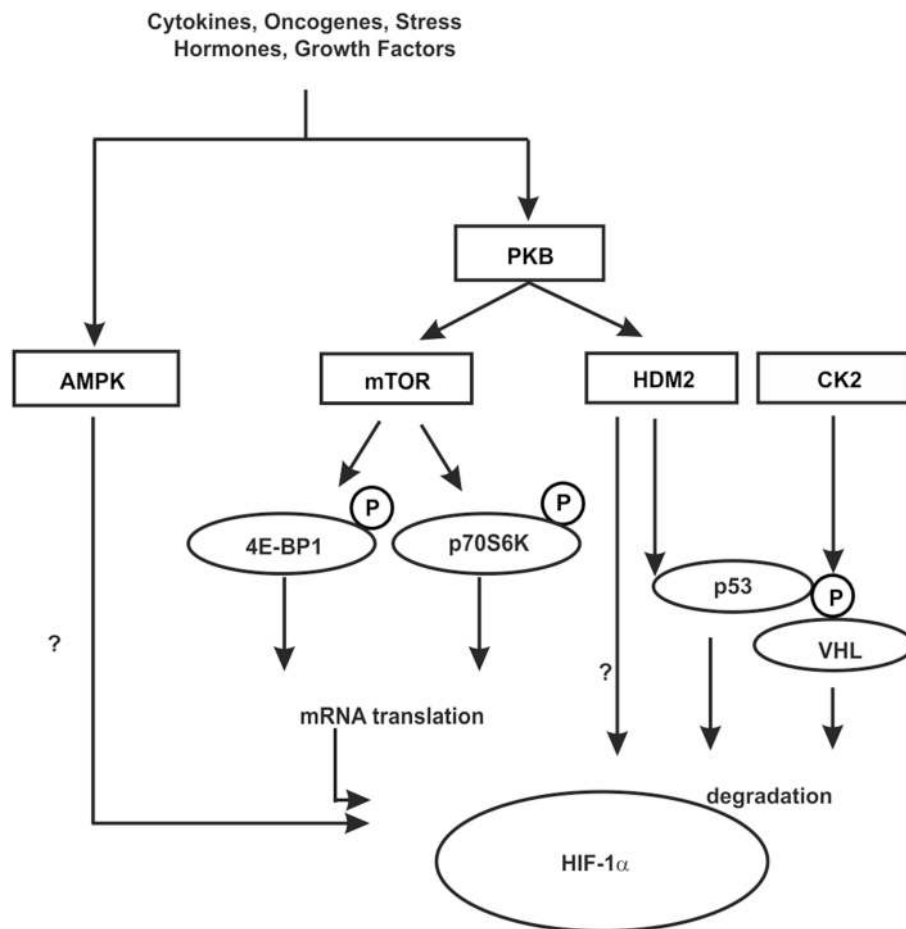 Cytokines, Oncogenes, Stress
Hormones, Growth Factors
PKB
AMPK
mTOR
HDM2
CK2
P
P
4E-BP1
p70S6K
p53
P
VHL
?
?
mRNA translation
degradation
HIF-1α